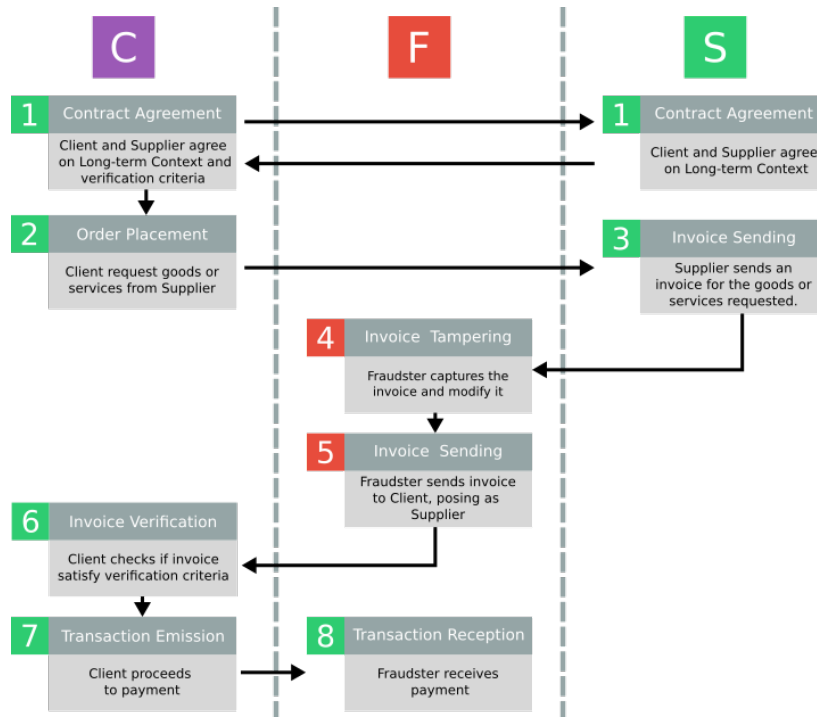 C
F
S
1
Contract Agreement
Client and Supplier agree
on Long-term Context and
verification criteria
1
Contract Agreement
Client and Supplier agree
on Long-term Context
2
Order Placement
Client request goods or
services from Supplier
3
Invoice Sending
Supplier sends an
invoice for the goods or
services requested.
4
Invoice Tampering
Fraudster captures the
invoice and modify it
5
Invoice Sending
Fraudster sends invoice
to Client, posing as
Supplier
6
Invoice Verification
Client checks if invoice
satisfy verification criteria
7
Transaction Emission
Client proceeds
to payment
8
Transaction Reception
Fraudster receives
payment